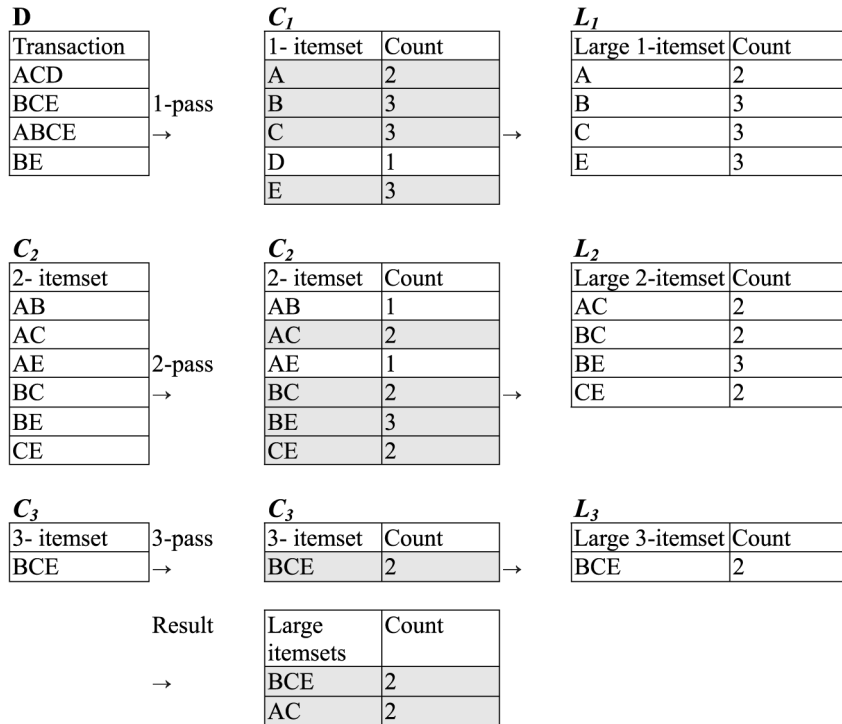 D C1 L1
Transaction 1- itemset Count Large 1-itemset Count
ACD A 2 A 2
BCE 1-pass B 3 B 3
ABCE → C 3 → C 3
BE D 1 E 3
E 3
C2 C2 L2
2- itemset 2- itemset Count Large 2-itemset Count
AB AB 1 AC 2
AC AC 2 BC 2
AE 2-pass AE 1 BE 3
BC → BC 2 → CE 2
BE BE 3
CE CE 2
C3 C3 L3
3- itemset 3-pass 3- itemset Count Large 3-itemset Count
BCE → BCE 2 → BCE 2
Result Large Count
itemsets
→ BCE 2
AC 2